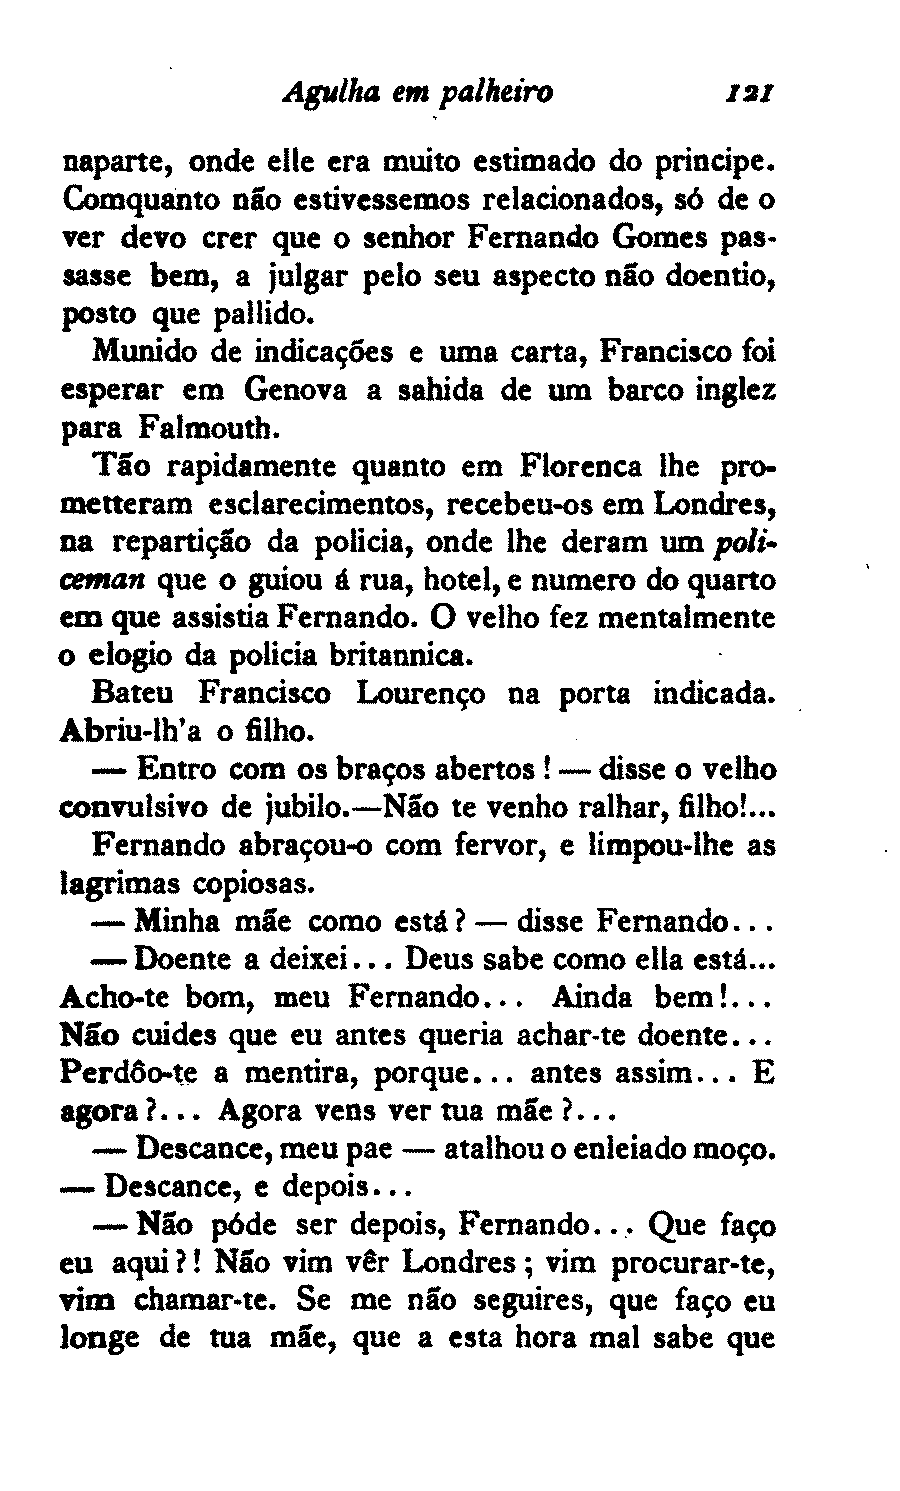 Agulha em palheiro 121
naparte, onde elle era muito estimado do principe.
Comquanto não estivessemos relacionados, só de o
ver devo crer que o senhor Fernando Gomes pas-
sasse bem, a julgar pelo seu aspecto não doentio,
posto que pallido.
Munido de indicações e uma carta, Francisco foi
esperar em Genova a sahida de um barco inglez
para Falmouth.
Tão rapidamente quanto em Florenca lhe pro-
metteram esclarecimentos, recebeu-os em Londres,
na repartição da policia, onde lhe deram um poli-
ceman que o guiou á rua, hotel, e numero do quarto
em que assistia Fernando. O velho fez mentalmente
o elogio da policia britannica.
Bateu Francisco Lourenço na porta indicada.
Abriu-lh'a o filho.
— Entro com os braços abertos ! — disse o velho
convulsivo de jubilo.—Não te venho ralhar, filho!...
Fernando abraçou-o com fervor, e limpou-lhe as
lagrimas copiosas.
— Minha mãe como está ? — disse Fernando...
— Doente a deixei... Deus sabe como ella está...
Acho-te bom, meu Fernando... Ainda bem!...
Não cuides que eu antes queria achar-te doente...
Perdôo-te a mentira, porque... antes assim... E
agora ?... Agora vens ver tua mãe ?...
— Descance, meu pae — atalhou o enleiado moço.
— Descance, e depois...
— Não póde ser depois, Fernando... Que faço
eu aqui ?! Não vim vêr Londres ; vim procurar-te,
vim chamar-te. Se me não seguires, que faço eu
longe de tua mãe, que a esta hora mal sabe que